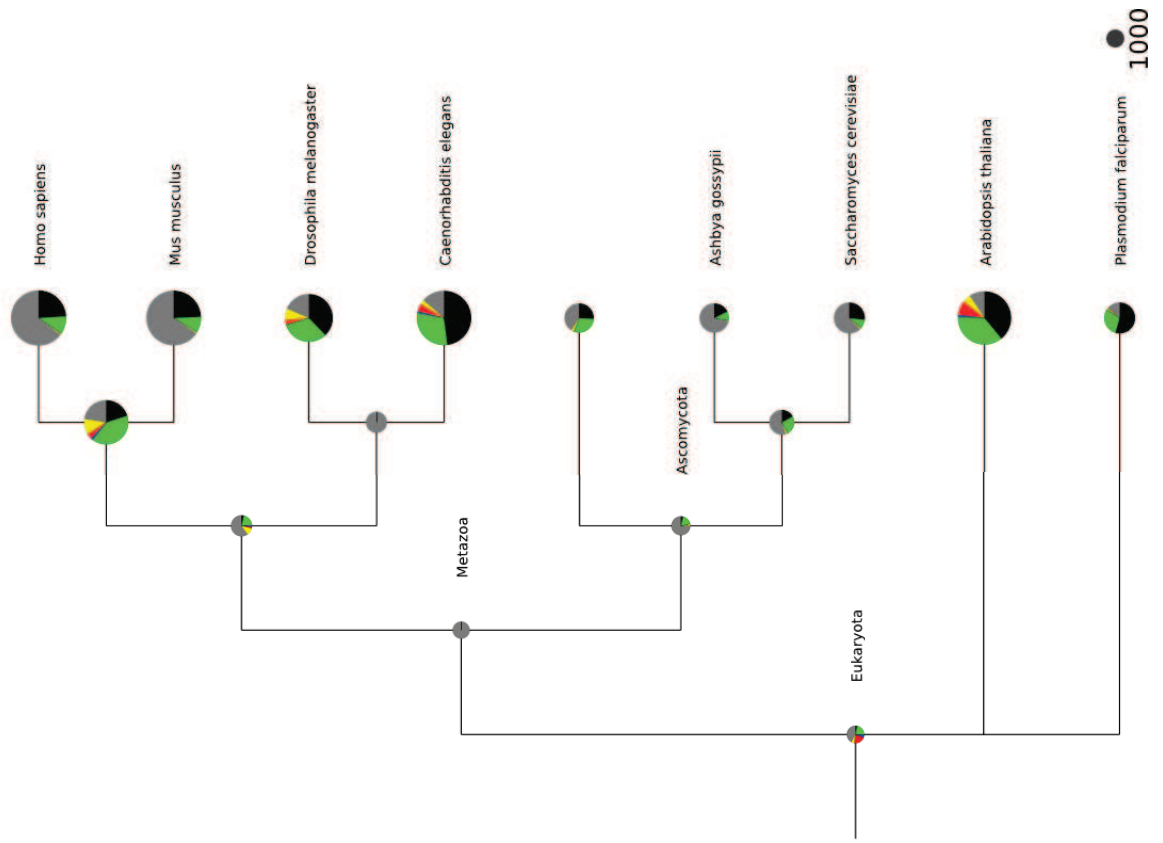 Homo sapiens
Mus musculus
Drosophila melanogaster
Caenorhabditis elegans
Ashbya gossypii
Saccharomyces cerevisiae
Arabidopsis thaliana
Plasmodium falciparum
1000
Ascomycota
Metazoa
Eukaryota